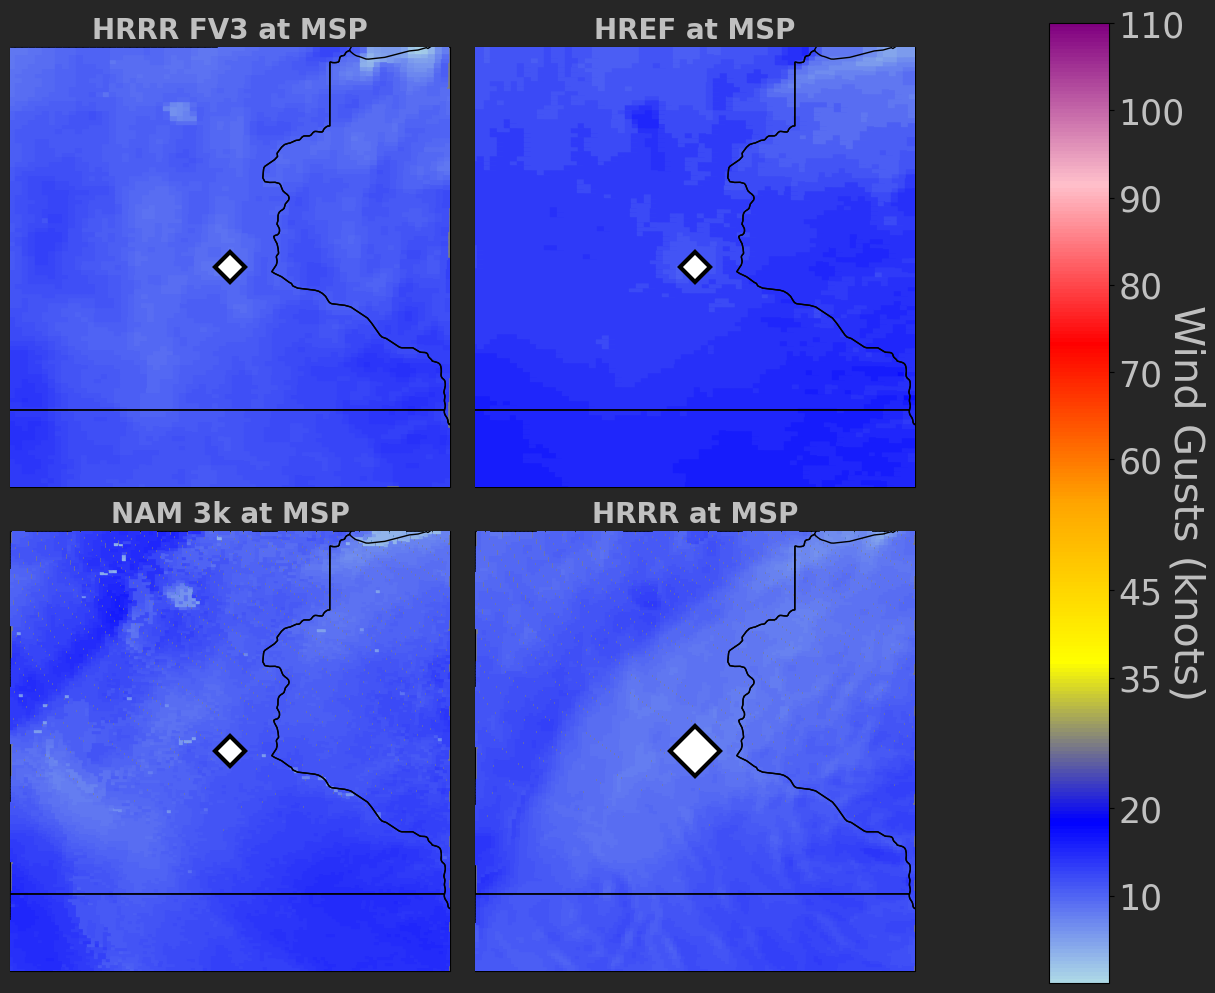 HRRR FV3 at MSP
HREF at MSP
NAM 3k at MSP
HRRR at MSP
110
100
90
80
70
60
45
35
20
10
Wind Gusts (knots)